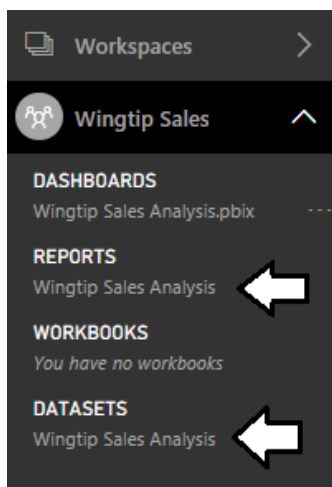 Workspaces
Wingtip Sales
DASHBOARDS
Wingtip Sales Analysis.pbix ...
REPORTS
Wingtip Sales Analysis
WORKBOOKS
You have no workbooks
DATASETS
Wingtip Sales Analysis